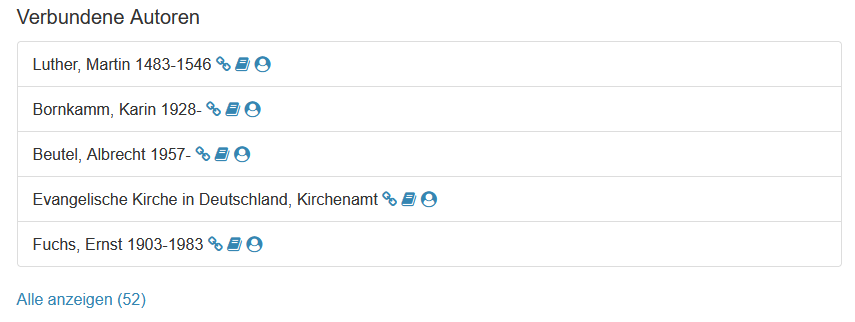 Verbundene Autoren
Luther, Martin 1483-1546
Bornkamm, Karin 1928-
Beutel, Albrecht 1957-
Evangelische Kirche in Deutschland, Kirchenamt
Fuchs, Ernst 1903-1983
Alle anzeigen (52)